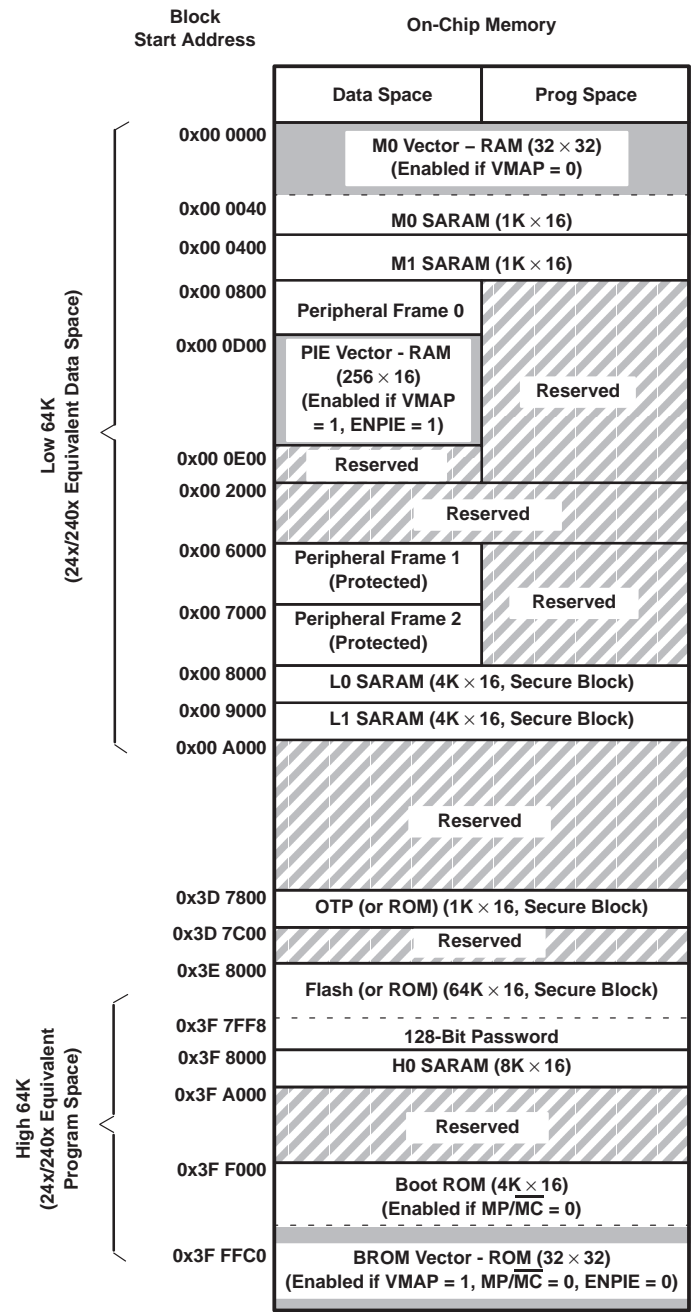 Block
Start Address
On-Chip Memory
Data Space
Prog Space
0x00 0000
M0 Vector – RAM (32 × 32)
(Enabled if VMAP = 0)
0x00 0040
M0 SARAM (1K × 16)
0x00 0400
M1 SARAM (1K × 16)
0x00 0800
Peripheral Frame 0
0x00 0D00
PIE Vector - RAM
(256 × 16)
(Enabled if VMAP
= 1, ENPIE = 1)
Reserved
0x00 0E00
Reserved
0x00 2000
Reserved
0x00 6000
Peripheral Frame 1
(Protected)
Reserved
0x00 7000
Peripheral Frame 2
(Protected)
0x00 8000
L0 SARAM (4K × 16, Secure Block)
0x00 9000
L1 SARAM (4K × 16, Secure Block)
0x00 A000
Reserved
Low 64K
(24x/240x Equivalent Data Space)
0x3D 7800
OTP (or ROM) (1K × 16, Secure Block)
0x3D 7C00
Reserved
0x3E 8000
Flash (or ROM) (64K × 16, Secure Block)
0x3F 7FF8
128-Bit Password
0x3F 8000
H0 SARAM (8K × 16)
0x3F A000
Reserved
0x3F F000
Boot ROM (4K × 16)
(Enabled if MP/M̅C̅ = 0)
0x3F FFC0
BROM Vector - ROM (32 × 32)
(Enabled if VMAP = 1, MP/M̅C̅ = 0, ENPIE = 0)
High 64K
(24x/240x Equivalent
Program Space)